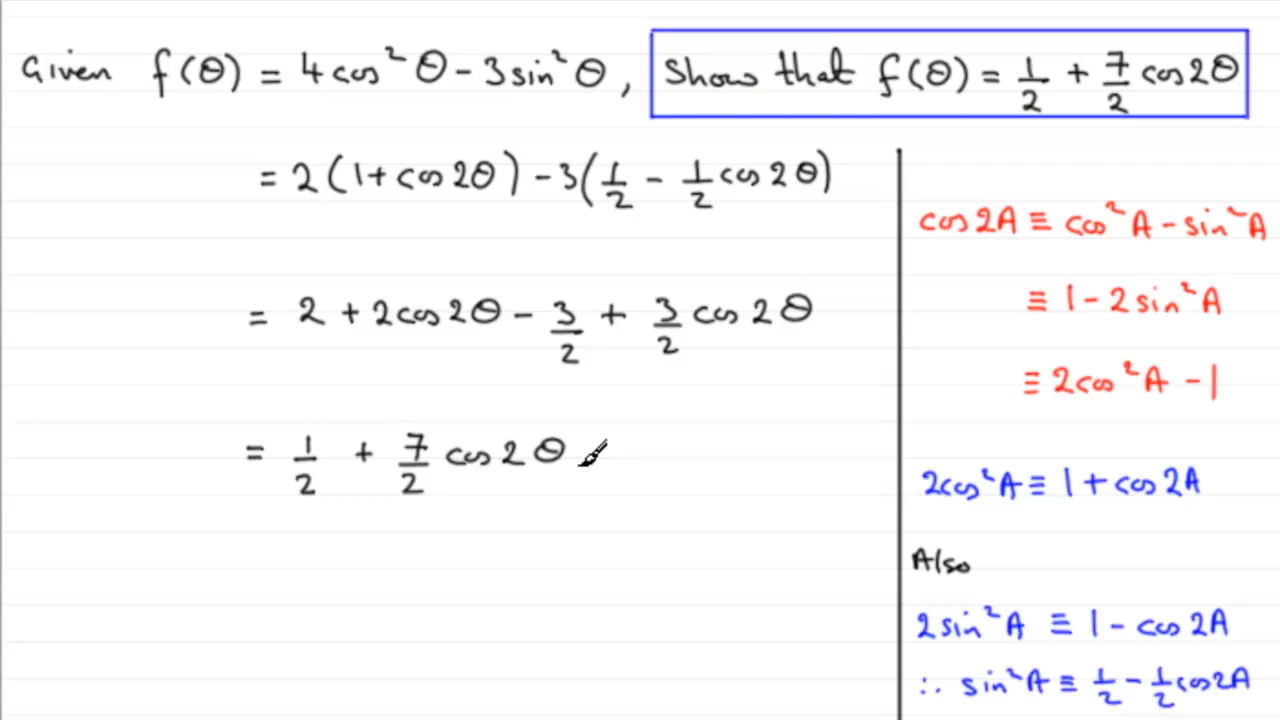 Given f(θ) = 4cos²θ − 3sin²θ, Show that f(θ) = 1/2 + 7/2 cos2θ
= 2(1+cos2θ) − 3(1/2 − 1/2 cos2θ)
= 2 + 2cos2θ − 3/2 + 3/2 cos2θ
= 1/2 + 7/2 cos2θ
cos2A ≡ cos²A − sin²A
≡ 1 − 2sin²A
≡ 2cos²A − 1
2cos²A ≡ 1 + cos2A
Also
2sin²A ≡ 1 − cos2A
∴ sin²A ≡ 1/2 − 1/2 cos2A